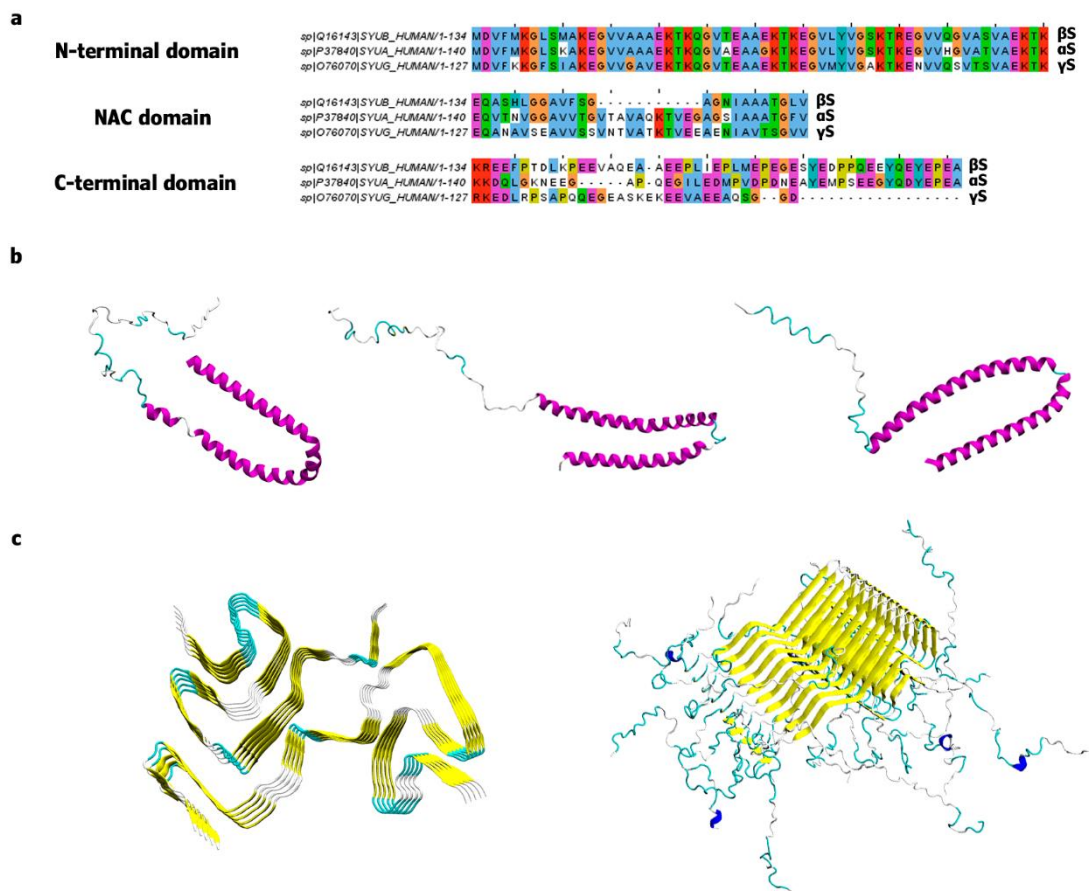 a
N-terminal domain
sp|Q16143|SYUB_HUMAN/1-134 MDVFMKGLSMAKEGVVAAAEKTKQGVTEAAEKTKEGVLYVGSKTREGVVQGVASVAEKTK βS
sp|P37840|SYUA_HUMAN/1-140 MDVFMKGLSKAKEGVVAAAEKTKQGVAEAAGKTKEGVLYVGSKTKEGVVHGVATVAEKTK αS
sp|O76070|SYUG_HUMAN/1-127 MDVFKKGFSIAKEGVVGAVEKTKQGVTEAAEKTKEGVMYVGAKTKENVVQSVTSVAEKTK γS
NAC domain
sp|Q16143|SYUB_HUMAN/1-134 EQASHLGGAVFSG-----------AGNIAAATGLV βS
sp|P37840|SYUA_HUMAN/1-140 EQVTNVGGAVVTGVTAVAQKTVEGAGSIAAATGFV αS
sp|O76070|SYUG_HUMAN/1-127 EQANAVSEAVVSSVNTVATKTVEEAENIAVTSGVV γS
C-terminal domain
sp|Q16143|SYUB_HUMAN/1-134 KREEFPTDLKPEEVAQEA-AEEPLIEPLMEPEGESYEDPPQEEYQEYEPEA βS
sp|P37840|SYUA_HUMAN/1-140 KKDQLGKNEEG-----AP-QEGILEDMPVDPDNEAYEMPSEEGYQDYEPEA αS
sp|O76070|SYUG_HUMAN/1-127 RKEDLRPSAPQQEGEASKEKEEVAEEAQSG--GD----------------- γS
b
c